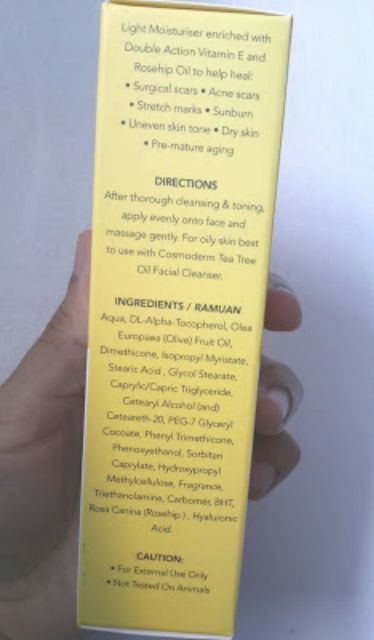 Light Moisturiser enriched with
Double Action Vitamin E and
Rosehip Oil to help heal:
• Surgical scars • Acne scars
• Stretch marks • Sunburn
• Uneven skin tone • Dry skin
• Pre-mature aging
DIRECTIONS
After thorough cleansing & toning,
apply evenly onto face and
massage gently. For oily skin best
to use with Cosmoderm Tea Tree
Oil Facial Cleanser.
INGREDIENTS / RAMUAN
Aqua, DL-Alpha-Tocopherol, Olea
Europaea (Olive) Fruit Oil,
Dimethicone, Isopropyl Myristate,
Stearic Acid, Glycol Stearate,
Caprylic/Capric Triglyceride,
Cetearyl Alcohol (and)
Ceteareth-20, PEG-7 Glyceryl
Cocoate, Phenyl Trimethicone,
Phenoxyethanol, Sorbitan
Caprylate, Hydroxypropyl
Methylcellulose, Fragrance,
Triethanolamine, Carbomer, BHT,
Rosa Canina (Rosehip), Hyaluronic
Acid.
CAUTION:
• For External Use Only
• Not Tested On Animals